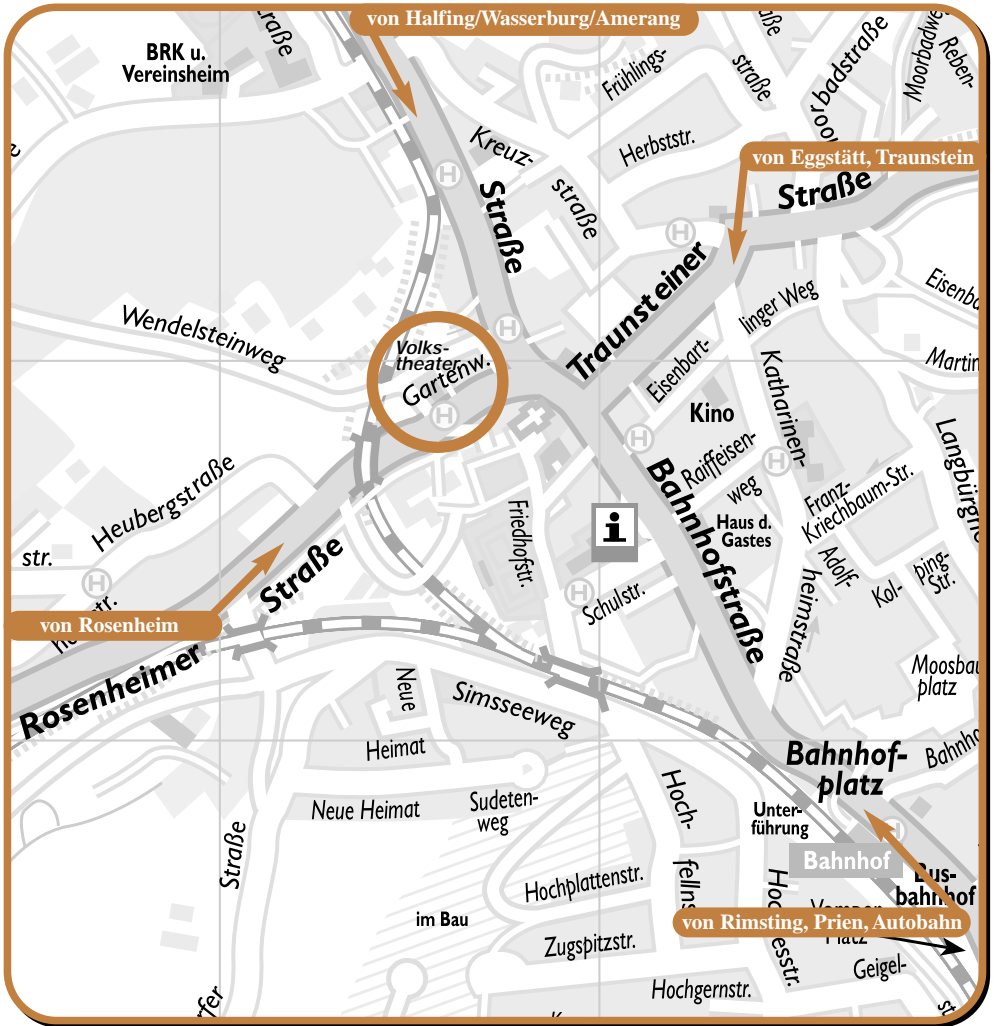 von Halfing/Wasserburg/Amerang
BRK u.
Vereinsheim
straße
Frühlings-
straße
Moorbadwe
Reben-
Kreuz-
straße
Herbststr.
von Eggstätt, Traunstein
Straße
Straße
Traunsteiner
linger Weg
Eisenbart-
Eisenba
Martin
Wendelsteinweg
Volks-
theater
Gartenw.
H
H
H
H
H
H
H
H
H
H
Kino
Katharinen-
heimstraße
Raiffeisen-
weg
Haus d.
Gastes
Franz-
Kriechbaum-Str.
Adolf-
Kol-
ping-
Str.
Langbürgne
Heubergstraße
str.
Friedhofstr.
i
Schulstr.
Bahnhofstraße
von Rosenheim
Rosenheimer
Straße
Moosbau
platz
Neue
Heimat
Simsseeweg
Bahnhof-
platz
Bahnho
Neue Heimat
Sudeten-
weg
Hoch-
felln
Unter-
führung
Bahnhof
Bus-
bahnhof
Straße
Hochplattenstr.
im Bau
von Rimsting, Prien, Autobahn
Platz
Zugspitzstr.
Geigel-
Hochgernstr.